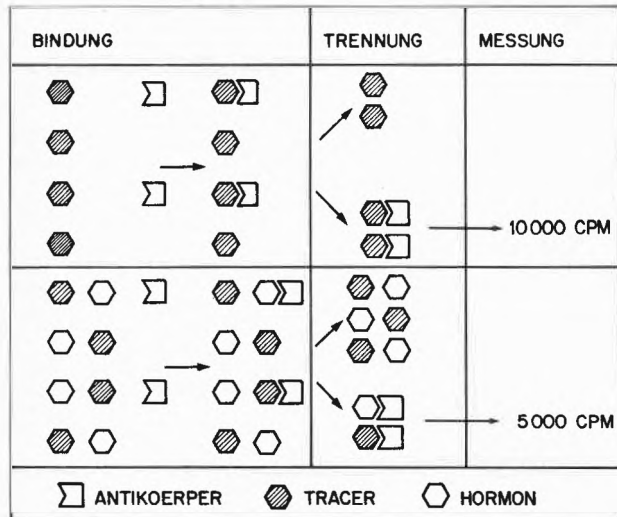 BINDUNG TRENNUNG MESSUNG
10 000 CPM
5 000 CPM
ANTIKOERPER TRACER HORMON